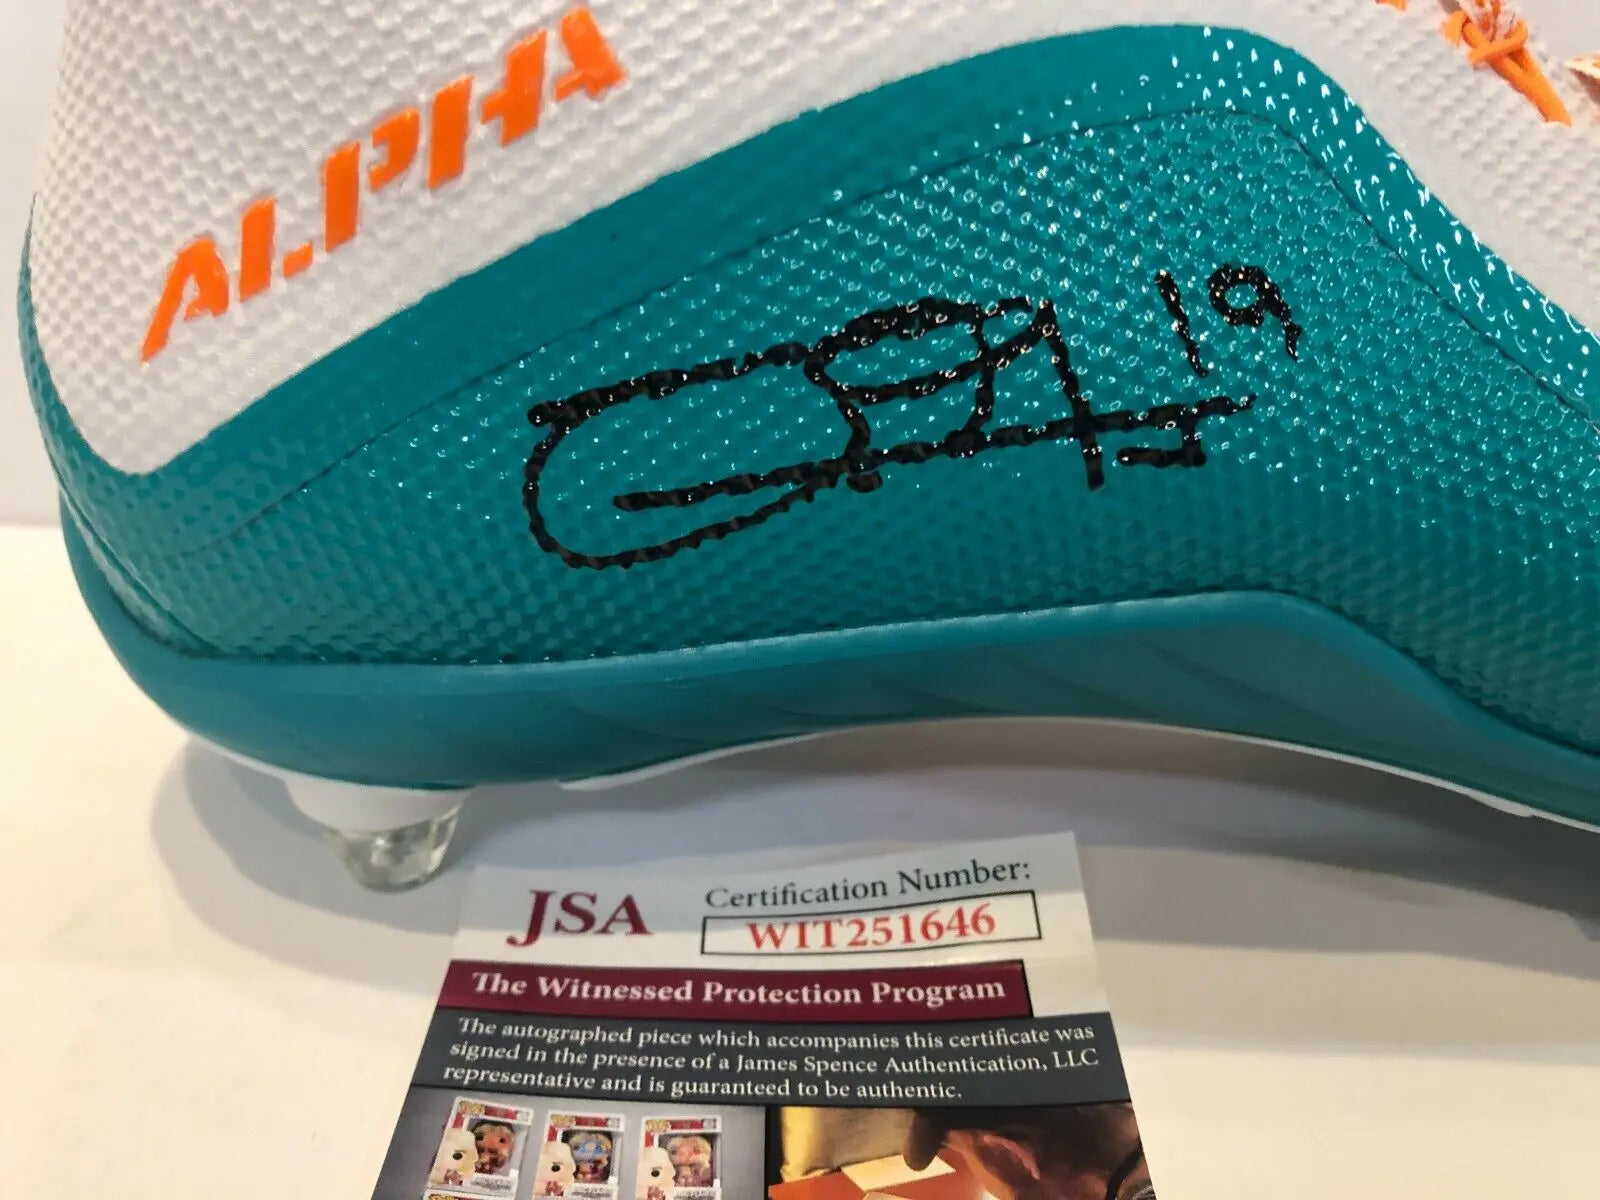 ALPHA
19
JSA
Certification Number:
WIT251646
The Witnessed Protection Program
The autographed piece which accompanies this certificate was
signed in the presence of a James Spence Authentication, LLC
representative and is guaranteed to be authentic.